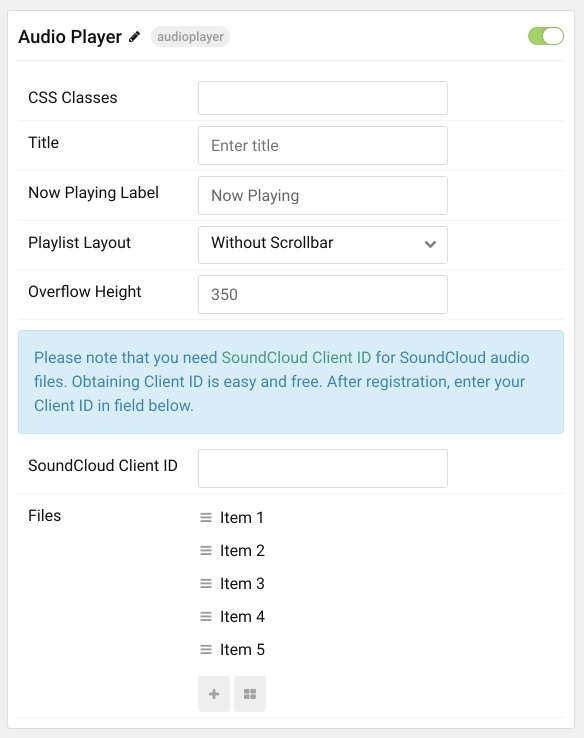 Audio Player audioplayer
CSS Classes
Title Enter title
Now Playing Label Now Playing
Playlist Layout Without Scrollbar
Overflow Height 350
Please note that you need SoundCloud Client ID for SoundCloud audio
files. Obtaining Client ID is easy and free. After registration, enter your
Client ID in field below.
SoundCloud Client ID
Files Item 1
Item 2
Item 3
Item 4
Item 5